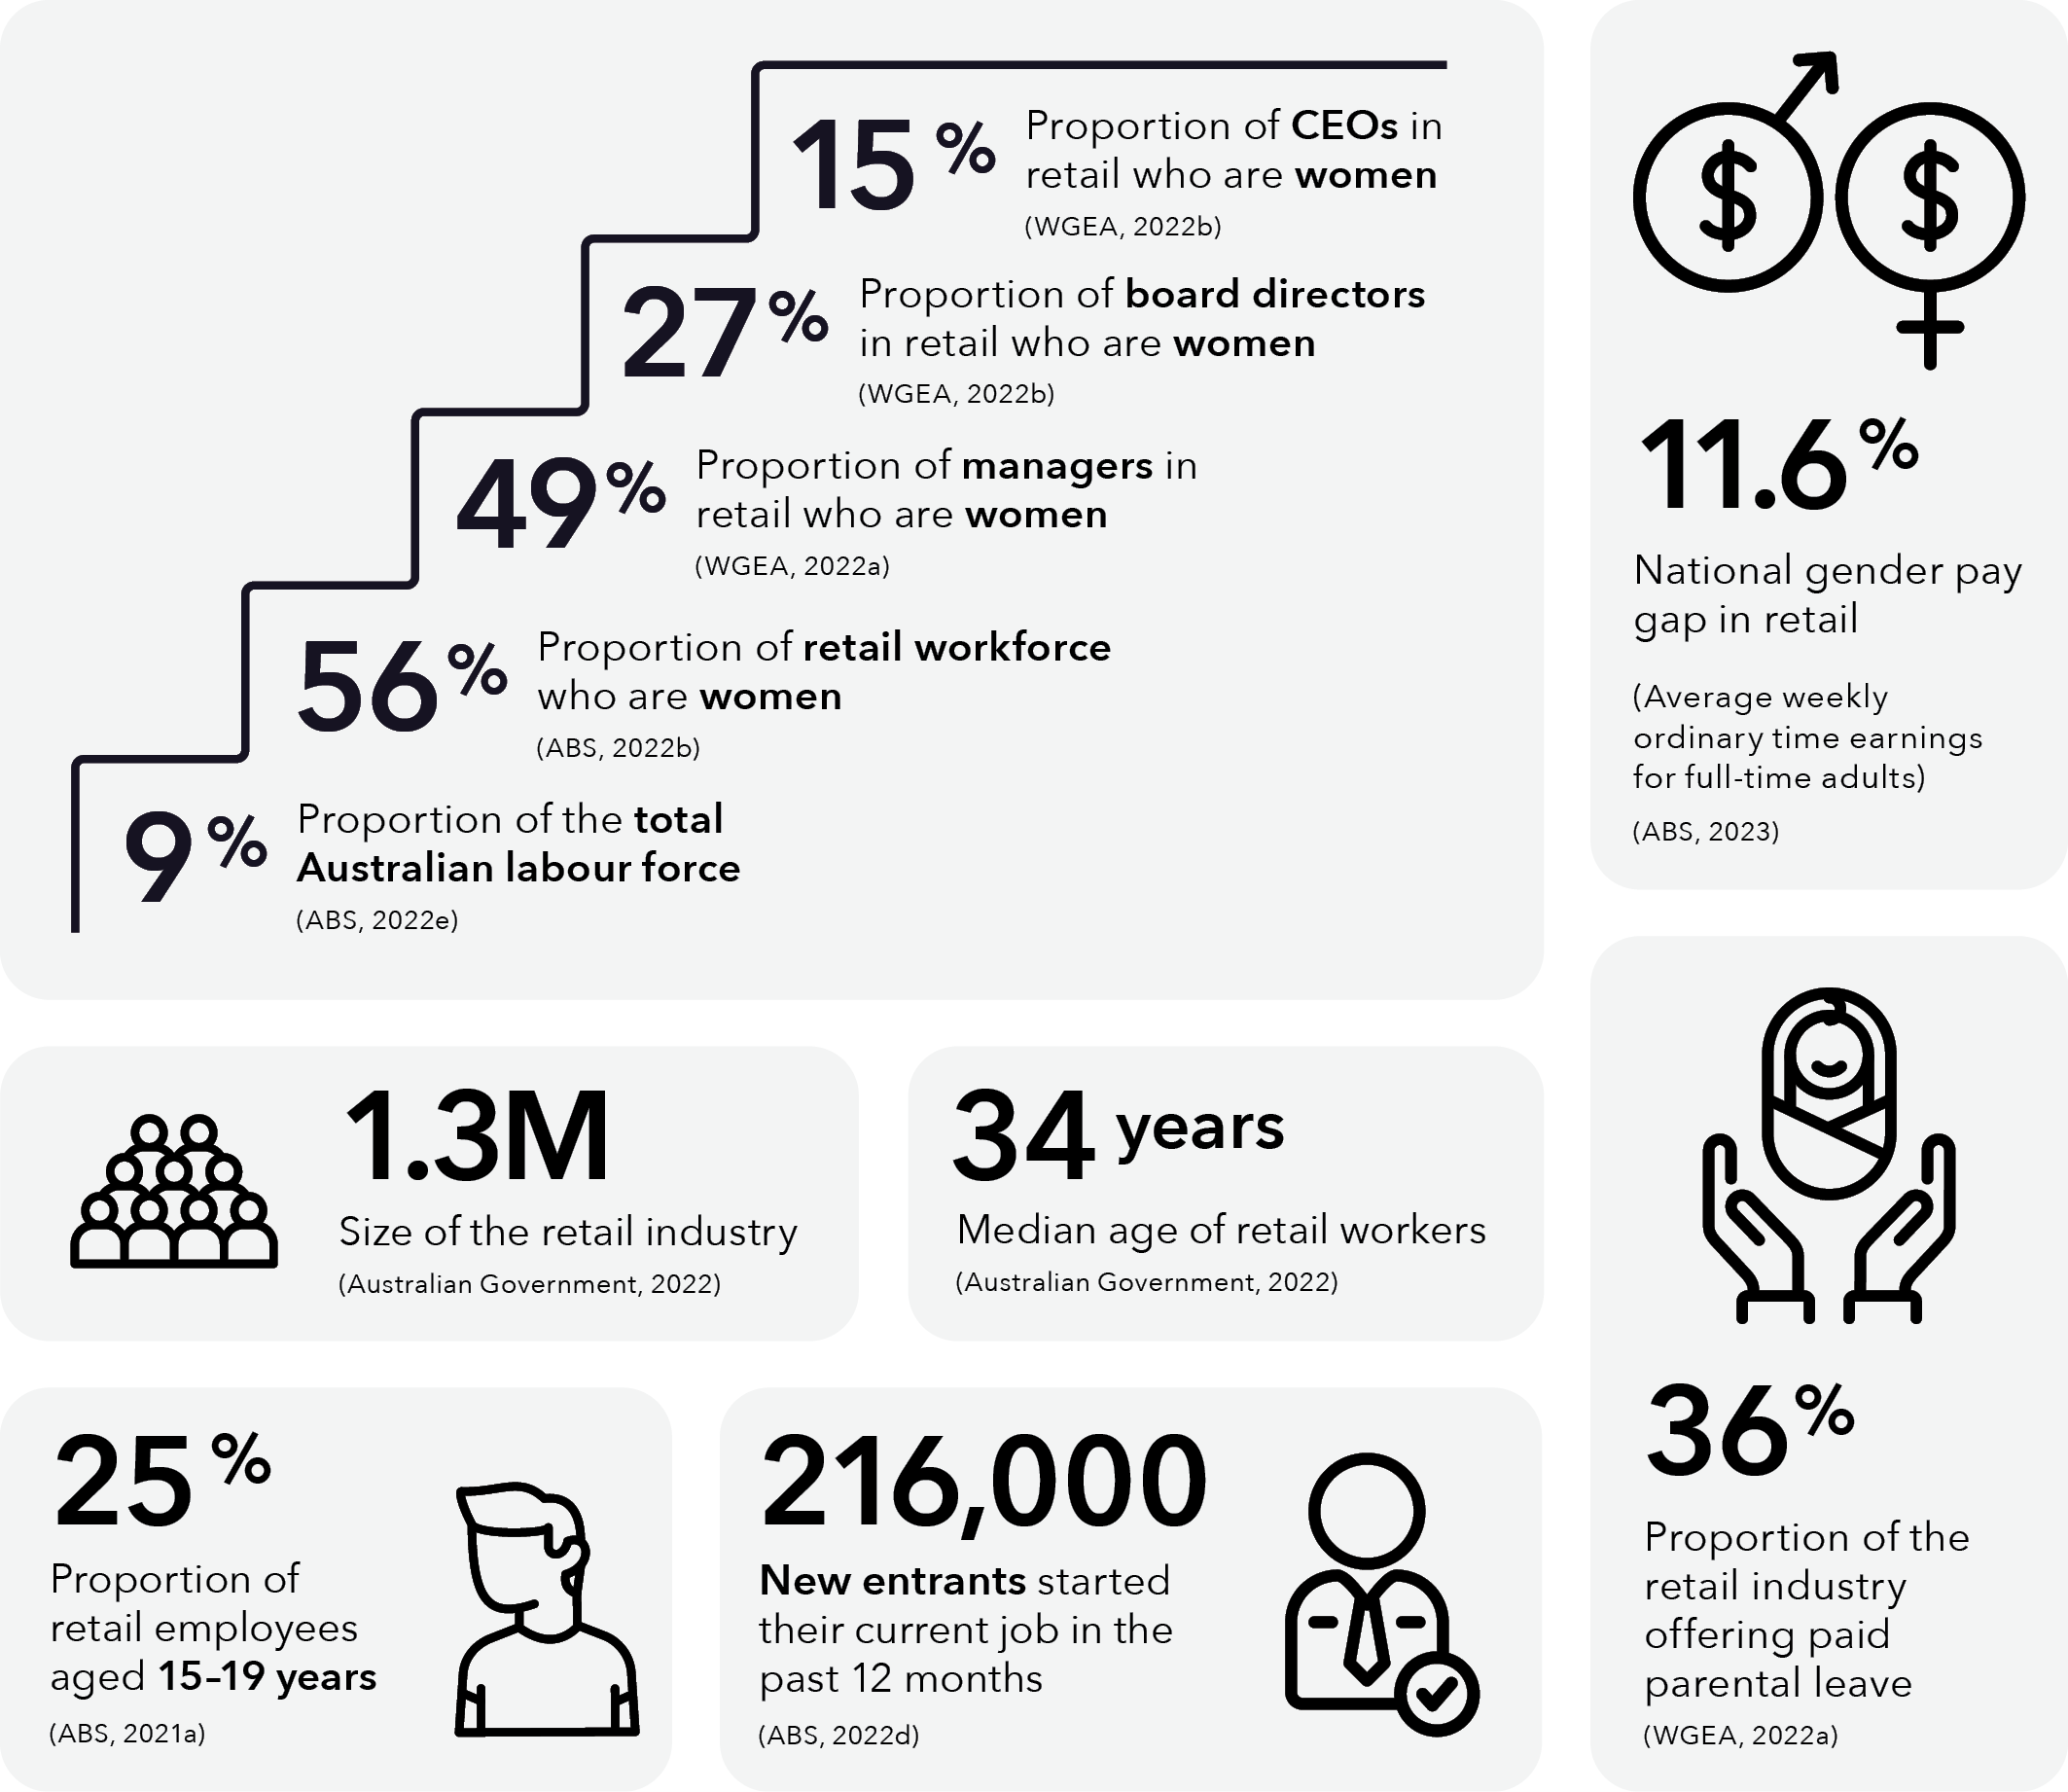 15%
Proportion of CEOs in
retail who are women
(WGEA, 2022b)
27%
Proportion of board directors
in retail who are women
(WGEA, 2022b)
49%
Proportion of managers in
retail who are women
(WGEA, 2022a)
56%
Proportion of retail workforce
who are women
(ABS, 2022b)
9%
Proportion of the total
Australian labour force
(ABS, 2022e)
$ $
11.6%
National gender pay
gap in retail
(Average weekly
ordinary time earnings
for full-time adults)
(ABS, 2023)
1.3M
Size of the retail industry
(Australian Government, 2022)
34 years
Median age of retail workers
(Australian Government, 2022)
25%
Proportion of
retail employees
aged 15–19 years
(ABS, 2021a)
216,000
New entrants started
their current job in the
past 12 months
(ABS, 2022d)
36%
Proportion of the
retail industry
offering paid
parental leave
(WGEA, 2022a)